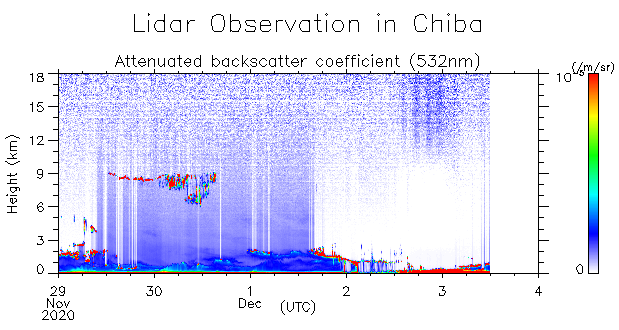 Lidar Observation in Chiba
Attenuated backscatter coefficient (532nm)
(/m/sr)
18
15
12
9
6
3
0
Height (km)
10
0
29 30 1 2 3 4
Nov Dec (UTC)
2020